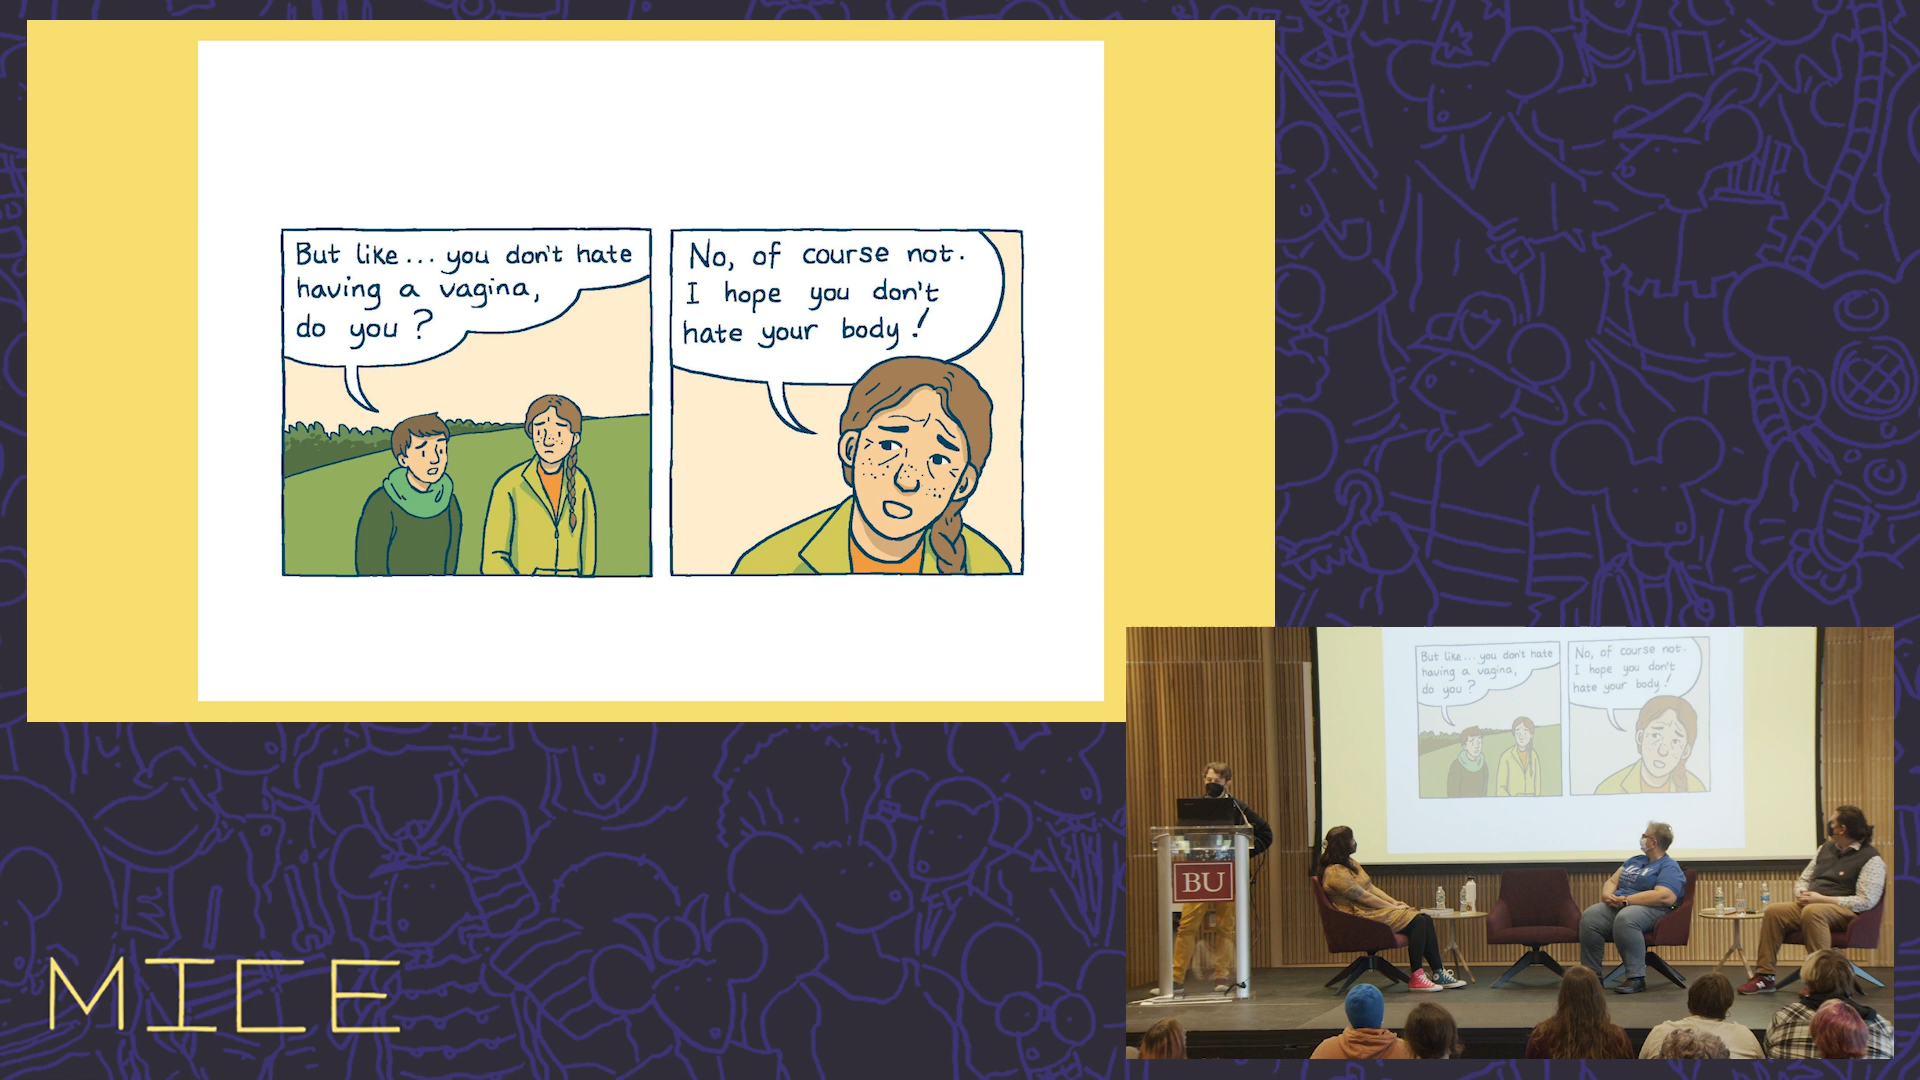 But like... you don't hate
having a vagina,
do you?
No, of course not.
I hope you don't
hate your body!
But like... you don't hate
having a vagina,
do you?
No, of course not.
I hope you don't
hate your body!
BU
MICE